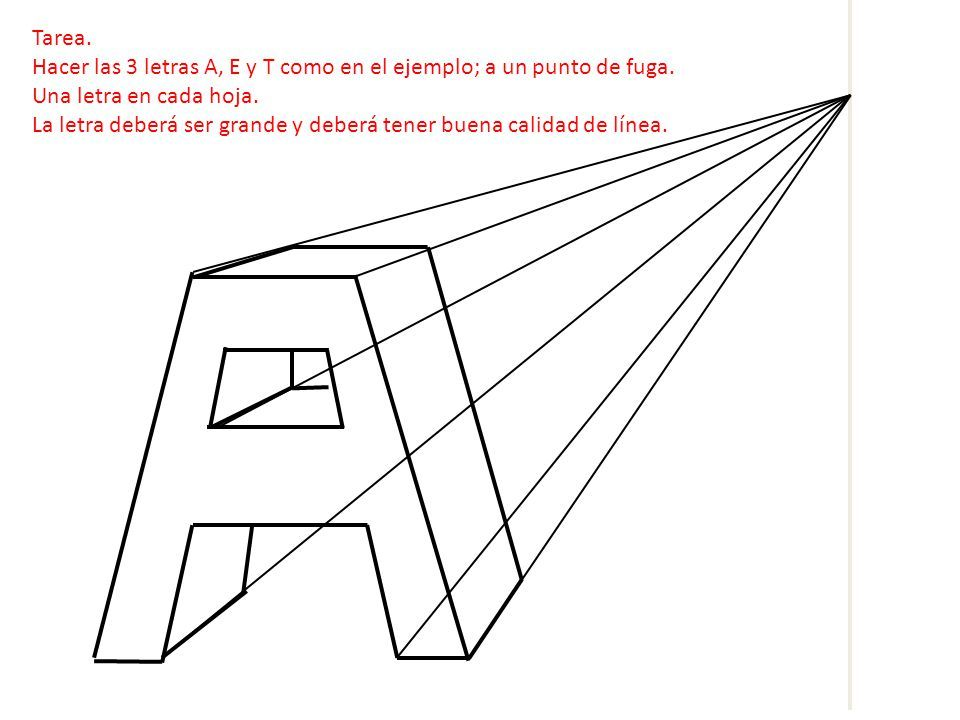 Tarea.
Hacer las 3 letras A, E y T como en el ejemplo; a un punto de fuga.
Una letra en cada hoja.
La letra deberá ser grande y deberá tener buena calidad de línea.
A